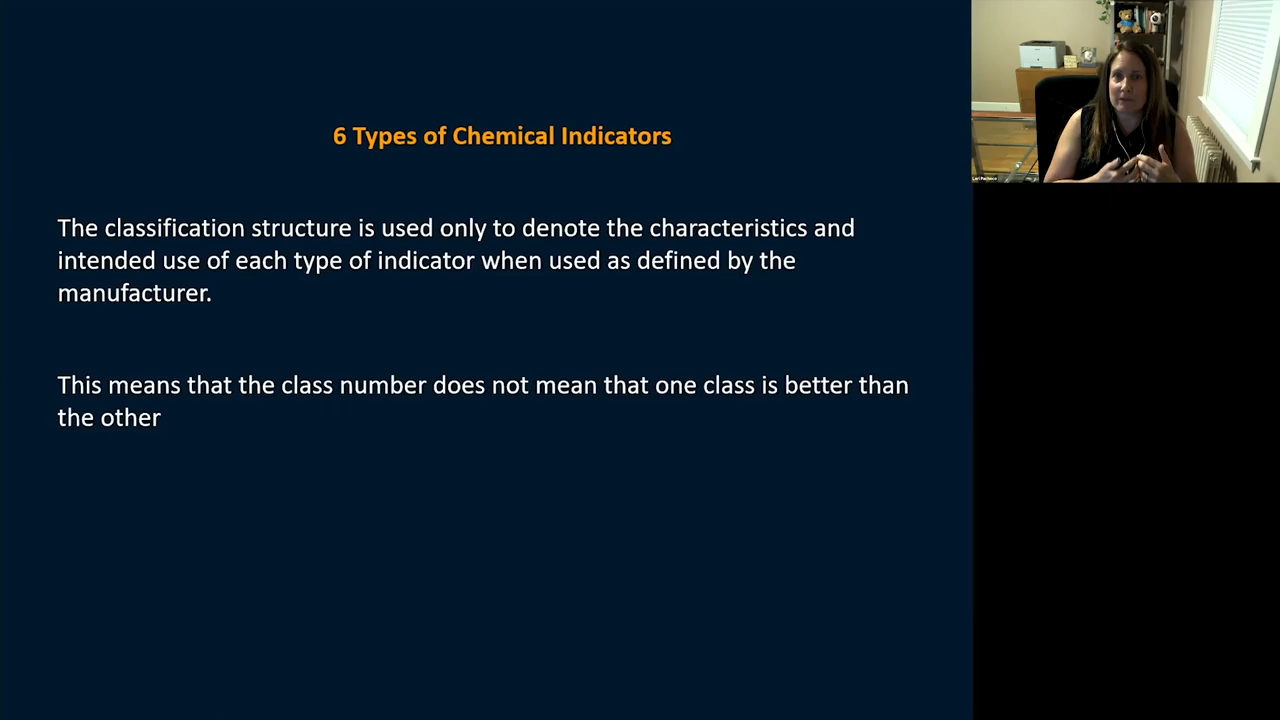 6 Types of Chemical Indicators
The classification structure is used only to denote the characteristics and
intended use of each type of indicator when used as defined by the
manufacturer.
This means that the class number does not mean that one class is better than
the other
Lori Pacheco